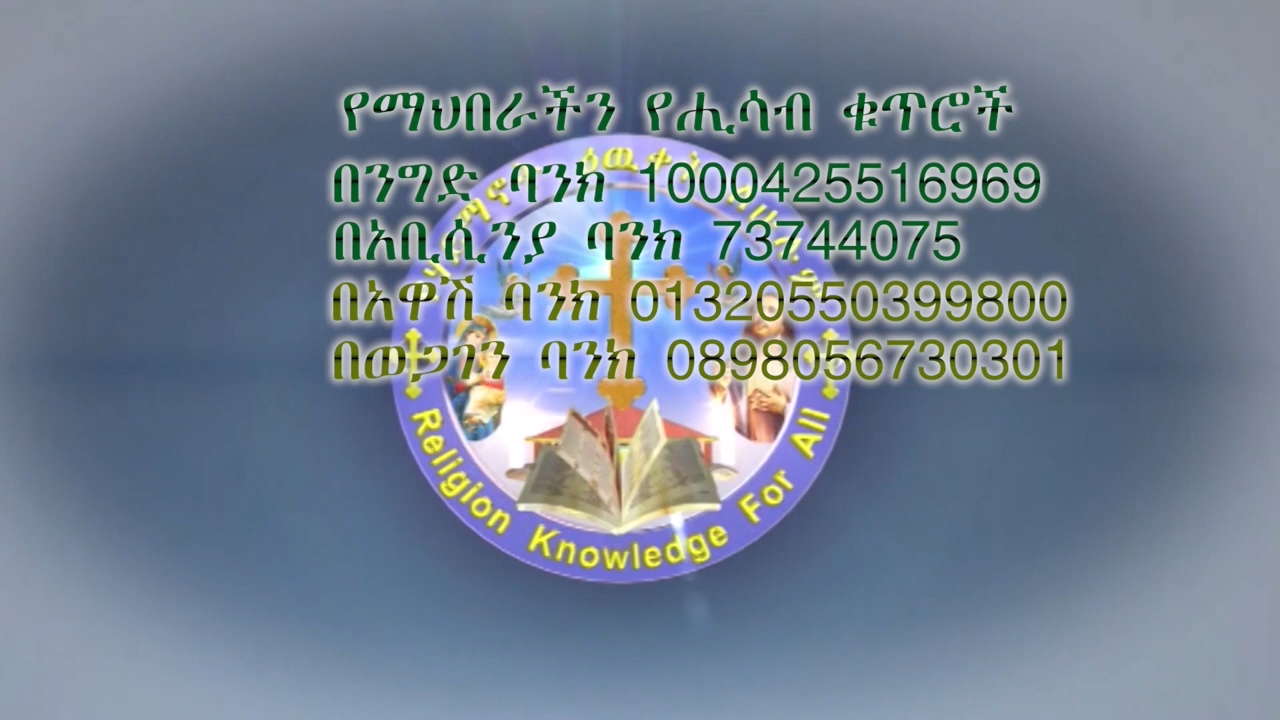 የማህበራችን የሒሳብ ቁጥሮች
በንግድ ባንክ 1000425516969
በአቢሲንያ ባንክ 73744075
በአዋሽ ባንክ 01320550399800
በወጋገን ባንክ 0898056730301
Religion Knowledge For All